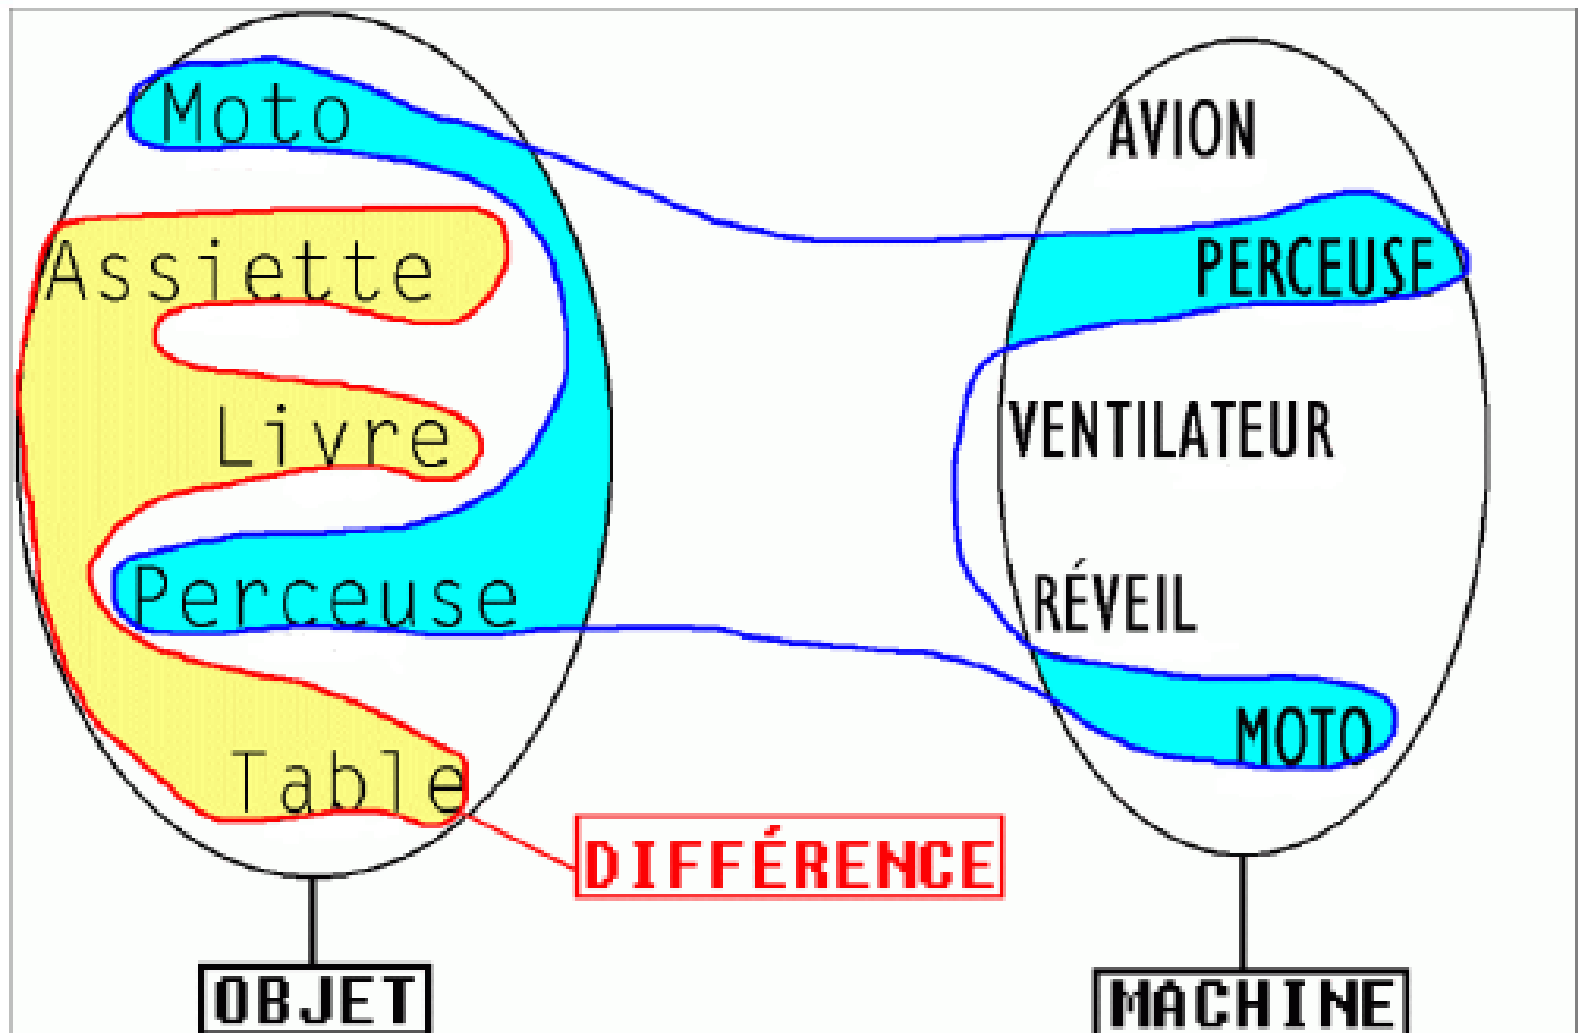 Moto
Assiette
Livre
Perceuse
Table
AVION
PERCEUSE
VENTILATEUR
RÉVEIL
MOTO
DIFFÉRENCE
OBJET
MACHINE